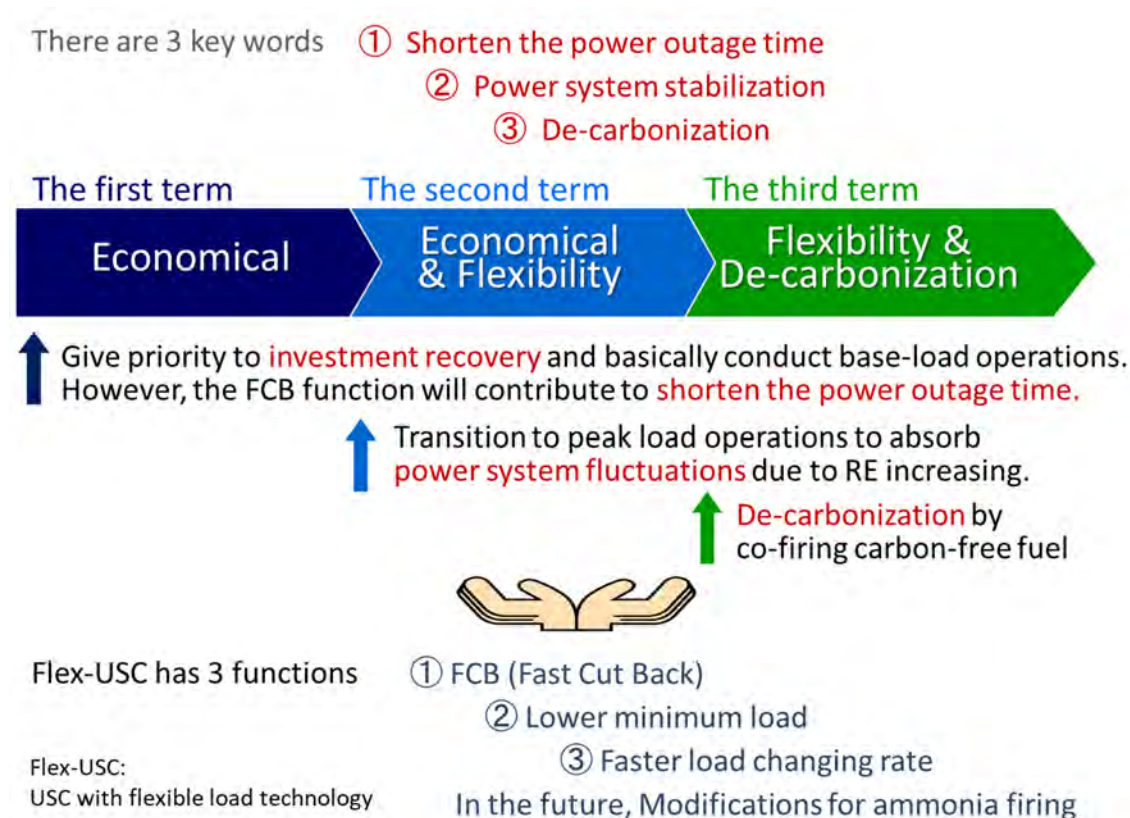 There are 3 key words ① Shorten the power outage time
② Power system stabilization
③ De-carbonization
The first term The second term The third term
Economical
Economical
& Flexibility
Flexibility &
De-carbonization
Give priority to investment recovery and basically conduct base-load operations.
However, the FCB function will contribute to shorten the power outage time.
Transition to peak load operations to absorb
power system fluctuations due to RE increasing.
De-carbonization by
co-firing carbon-free fuel
Flex-USC has 3 functions ① FCB (Fast Cut Back)
② Lower minimum load
③ Faster load changing rate
Flex-USC:
USC with flexible load technology
In the future, Modifications for ammonia firing